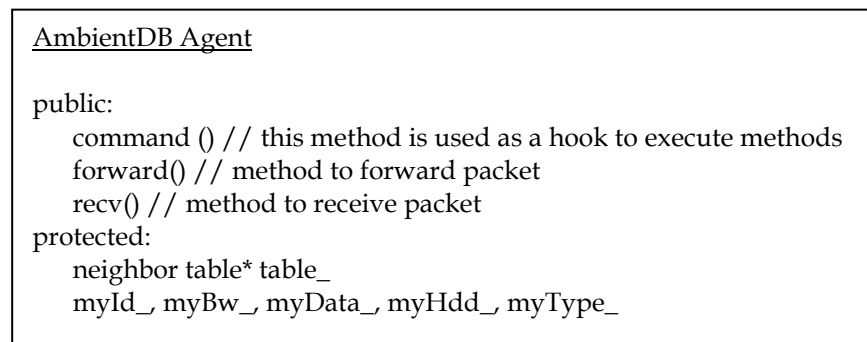 AmbientDB Agent
public:
command () // this method is used as a hook to execute methods
forward() // method to forward packet
recv() // method to receive packet
protected:
neighbor table* table_
myId_, myBw_, myData_, myHdd_, myType_